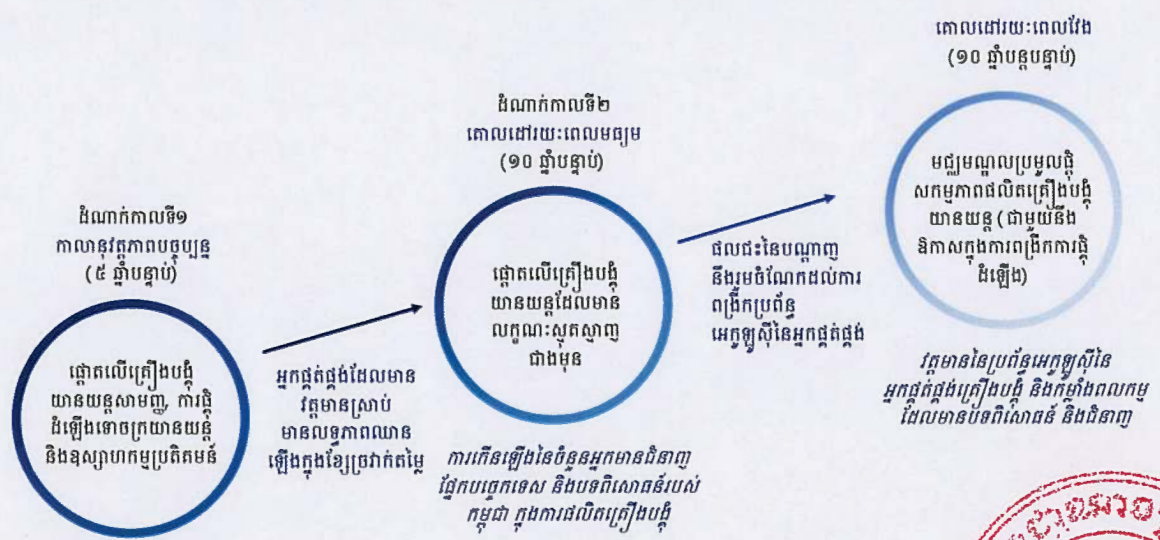 ដំណាក់កាលទី១
កាលានុវត្តភាពបច្ចុប្បន្ន
(៥ ឆ្នាំបន្ទាប់)
ផ្តោតលើគ្រឿងបង្គុំ
យានយន្តសាមញ្ញ, ការផ្គុំ
ដំឡើងទោចក្រយានយន្ត
និងឧស្សាហកម្មប្រតិតមន៍
អ្នកផ្គត់ផ្គង់ដែលមាន
វត្តមានស្រាប់
មានលទ្ធភាពឈាន
ឡើងក្នុងខ្សែច្រវាក់តម្លៃ
ដំណាក់កាលទី២
គោលដៅរយៈពេលមធ្យម
(១០ ឆ្នាំបន្ទាប់)
ផ្តោតលើគ្រឿងបង្គុំ
យានយន្តដែលមាន
លក្ខណៈស្មុគស្មាញ
ជាងមុន
ការកើនឡើងនៃចំនួនអ្នកមានជំនាញ
ផ្នែកបច្ចេកទេស និងបទពិសោធន៍របស់
កម្ពុជា ក្នុងការផលិតគ្រឿងបង្គុំ
ផលជះនៃបណ្តាញ
នឹងរួមចំណែកដល់ការ
ពង្រីកប្រព័ន្ធ
អេកូឡូស៊ីនៃអ្នកផ្គត់ផ្គង់
គោលដៅរយៈពេលវែង
(១០ ឆ្នាំបន្តបន្ទាប់)
មជ្ឈមណ្ឌលប្រមូលផ្តុំ
សកម្មភាពផលិតគ្រឿងបង្គុំ
យានយន្ត (ជាមួយនឹង
ឱកាសក្នុងការពង្រីកការផ្គុំ
ដំឡើង)
វត្តមាននៃប្រព័ន្ធអេកូឡូស៊ីនៃ
អ្នកផ្គត់ផ្គង់គ្រឿងបង្គុំ និងកម្លាំងពលកម្ម
ដែលមានបទពិសោធន៍ និងជំនាញ